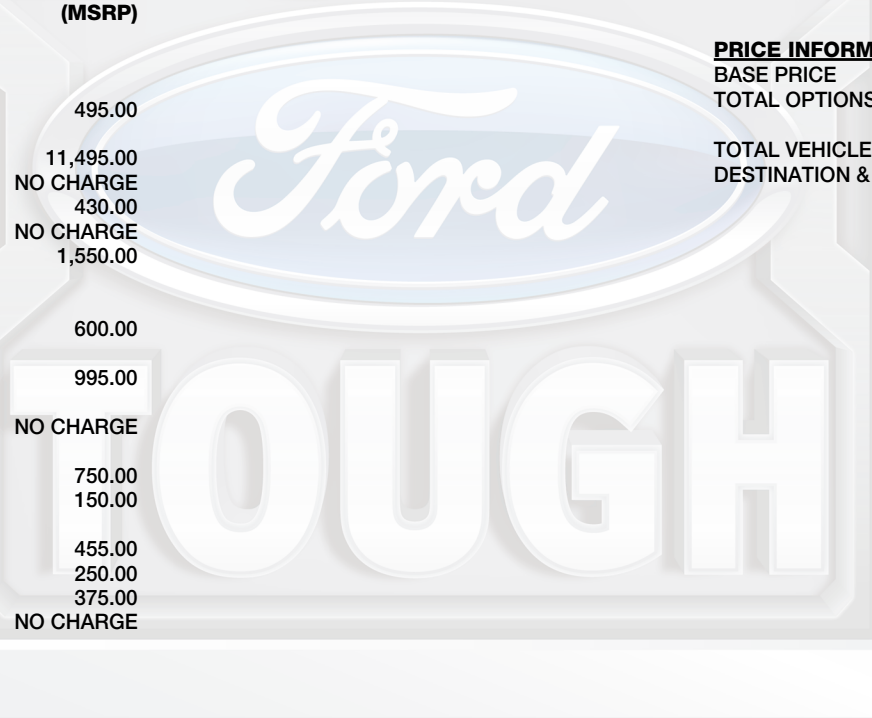 (MSRP)
495.00
11,495.00
NO CHARGE
430.00
NO CHARGE
1,550.00
600.00
995.00
NO CHARGE
750.00
150.00
455.00
250.00
375.00
NO CHARGE
PRICE INFORM
BASE PRICE
TOTAL OPTIONS
TOTAL VEHICLE
DESTINATION &
Ford
TOUGH